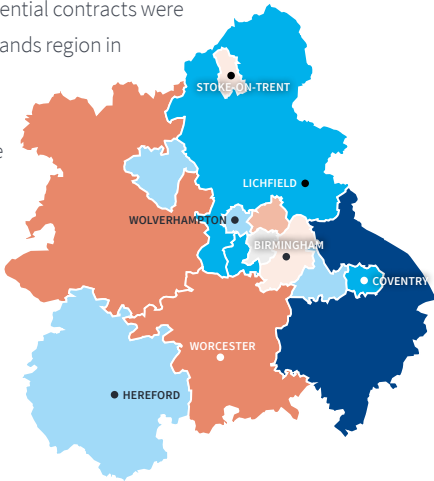 ential contracts were
ands region in
e
STOKE-ON-TRENT
LICHFIELD
WOLVERHAMPTON
BIRMINGHAM
COVENTRY
WORCESTER
HEREFORD